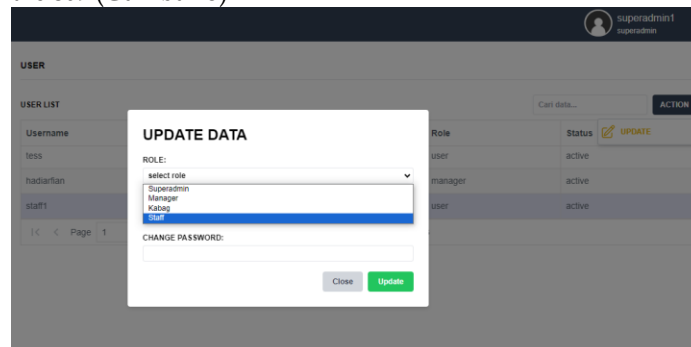 superadmin1
superadmin
USER
USER LIST
Cari data...
ACTION
Username
Role
Status
UPDATE
tess
user
active
hadiarfian
manager
active
staff1
user
active
Page 1
UPDATE DATA
ROLE:
select role
Superadmin
Manager
Kabag
Staff
CHANGE PASSWORD:
Close
Update